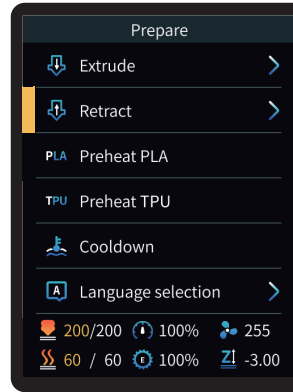 Prepare
Extrude
Retract
PLA Preheat PLA
TPU Preheat TPU
Cooldown
A Language selection
200/200 100% 255
60 / 60 E 100% Z -3.00